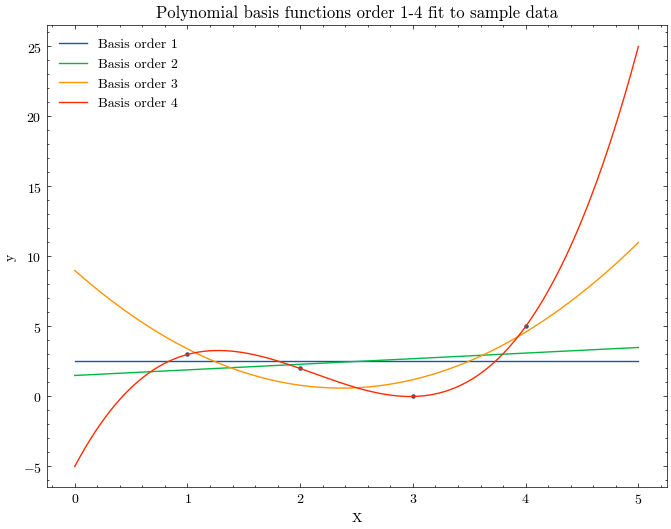 Polynomial basis functions order 1-4 fit to sample data
Basis order 1
Basis order 2
Basis order 3
Basis order 4
25
20
15
10
5
0
−5
y
0 1 2 3 4 5
X